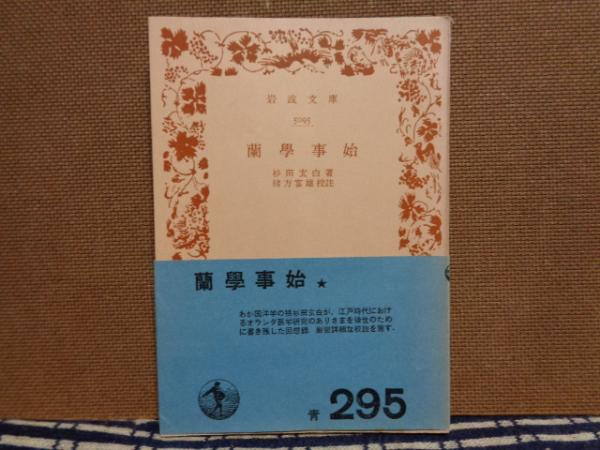 岩波文庫
5095
蘭學事始
杉田玄白著
緒方富雄校註
蘭學事始 ★
わが国洋学の祖杉田玄白が、江戸時代におけ
るオランダ医学研究のありさまを後世のため
に書き残した回想録. 厳密詳細な校註を施す.
青 295